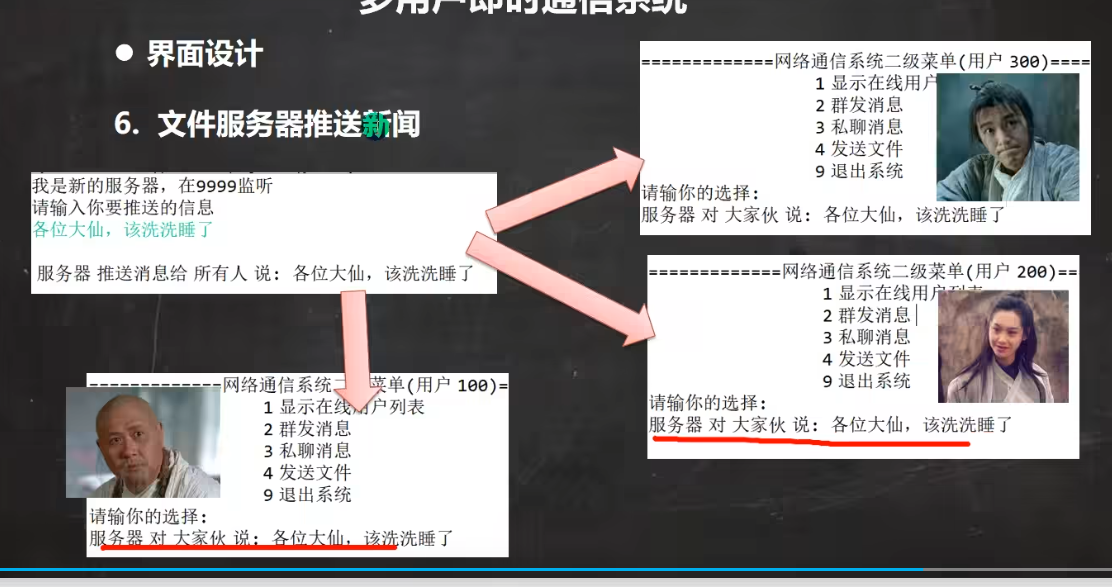 多用户即时通信系统
● 界面设计
6. 文件服务器推送新闻
我是新的服务器，在9999监听
请输入你要推送的信息
各位大仙，该洗洗睡了
服务器 推送消息给 所有人 说: 各位大仙，该洗洗睡了
=============网络通信系统二级菜单(用户 300)====
1 显示在线用户
2 群发消息
3 私聊消息
4 发送文件
9 退出系统
请输你的选择:
服务器 对 大家伙 说: 各位大仙，该洗洗睡了
=============网络通信系统二级菜单(用户 200)==
1 显示在线用户列表
2 群发消息
3 私聊消息
4 发送文件
9 退出系统
请输你的选择:
服务器 对 大家伙 说: 各位大仙，该洗洗睡了
=============网络通信系统二级菜单(用户 100)=
1 显示在线用户列表
2 群发消息
3 私聊消息
4 发送文件
9 退出系统
请输你的选择:
服务器 对 大家伙 说: 各位大仙，该洗洗睡了